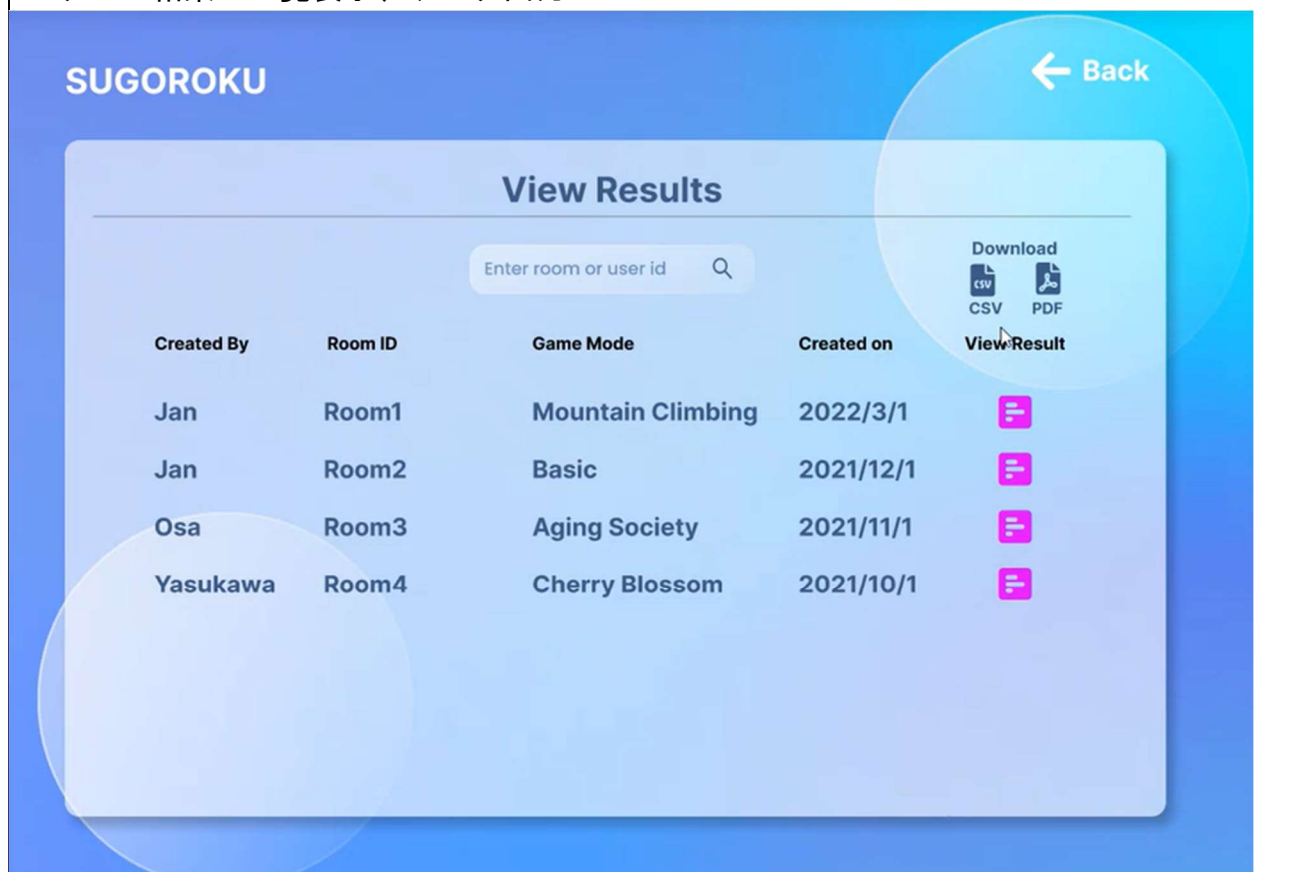 SUGOROKU
Back
View Results
Enter room or user id
Download
CSV
CSV PDF
Created By Room ID Game Mode Created on View Result
Jan Room1 Mountain Climbing 2022/3/1
Jan Room2 Basic 2021/12/1
Osa Room3 Aging Society 2021/11/1
Yasukawa Room4 Cherry Blossom 2021/10/1